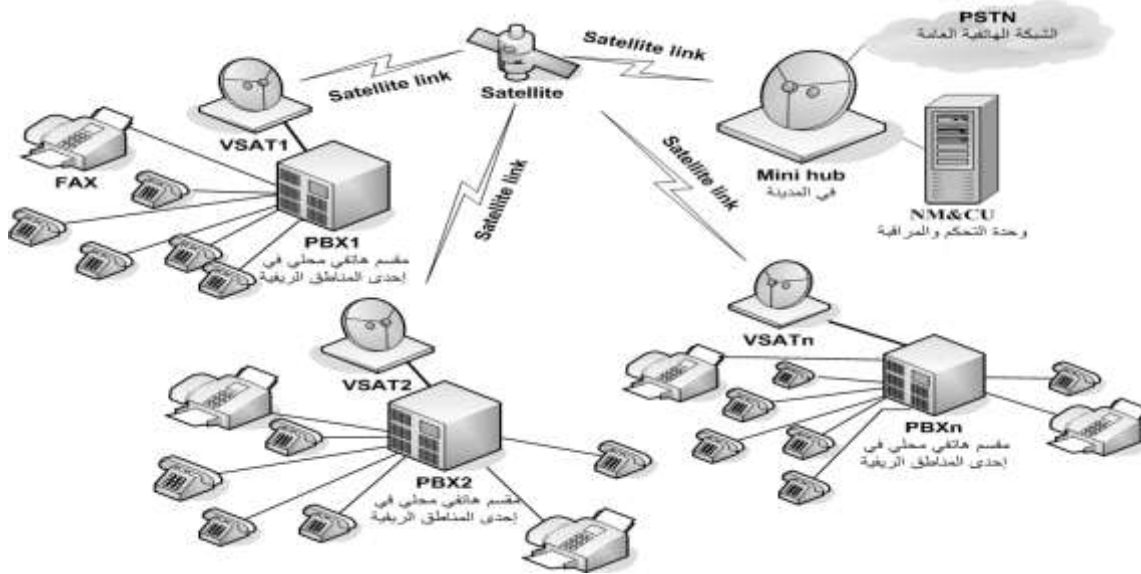 PSTN
الشبكة الهاتفية العامة
Satellite link
Satellite
Satellite link
VSAT1
FAX
PBX1
مقسم هاتفي محلي في
إحدى المناطق الريفية
Mini hub
في المدينة
NM&CU
وحدة التحكم والمراقبة
Satellite link
Satellite link
VSAT2
PBX2
مقسم هاتفي محلي في
إحدى المناطق الريفية
VSATn
PBXn
مقسم هاتفي محلي في
إحدى المناطق الريفية